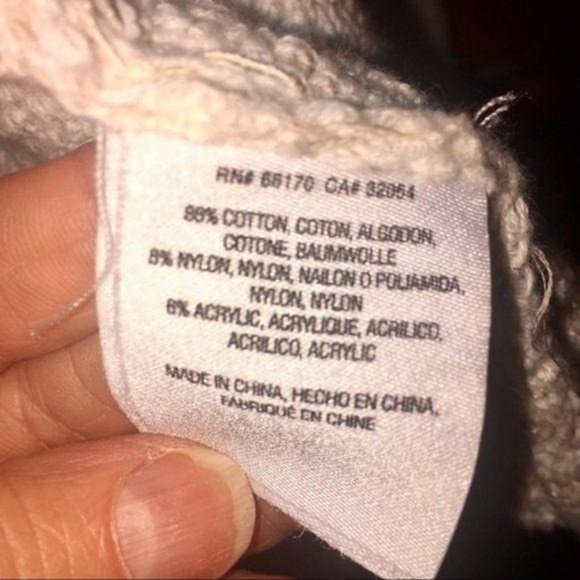 RN# 66170 CA# 32054
86% COTTON, COTON, ALGODON,
COTONE, BAUMWOLLE
8% NYLON, NYLON, NAILON O POLIAMIDA,
NYLON, NYLON
6% ACRYLIC, ACRYLIQUE, ACRILICO,
ACRILICO, ACRYLIC
MADE IN CHINA, HECHO EN CHINA,
FABRIQUÉ EN CHINE